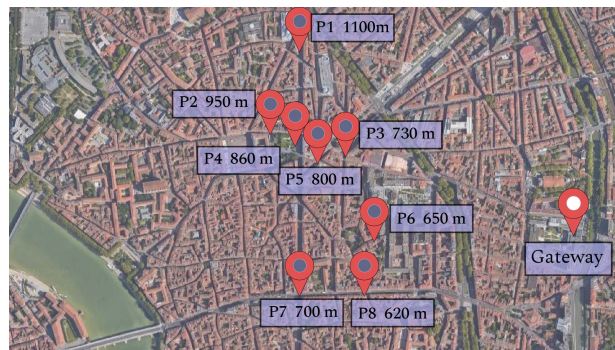 P1 1100m
P2 950 m
P3 730 m
P4 860 m
P5 800 m
P6 650 m
Gateway
P7 700 m
P8 620 m